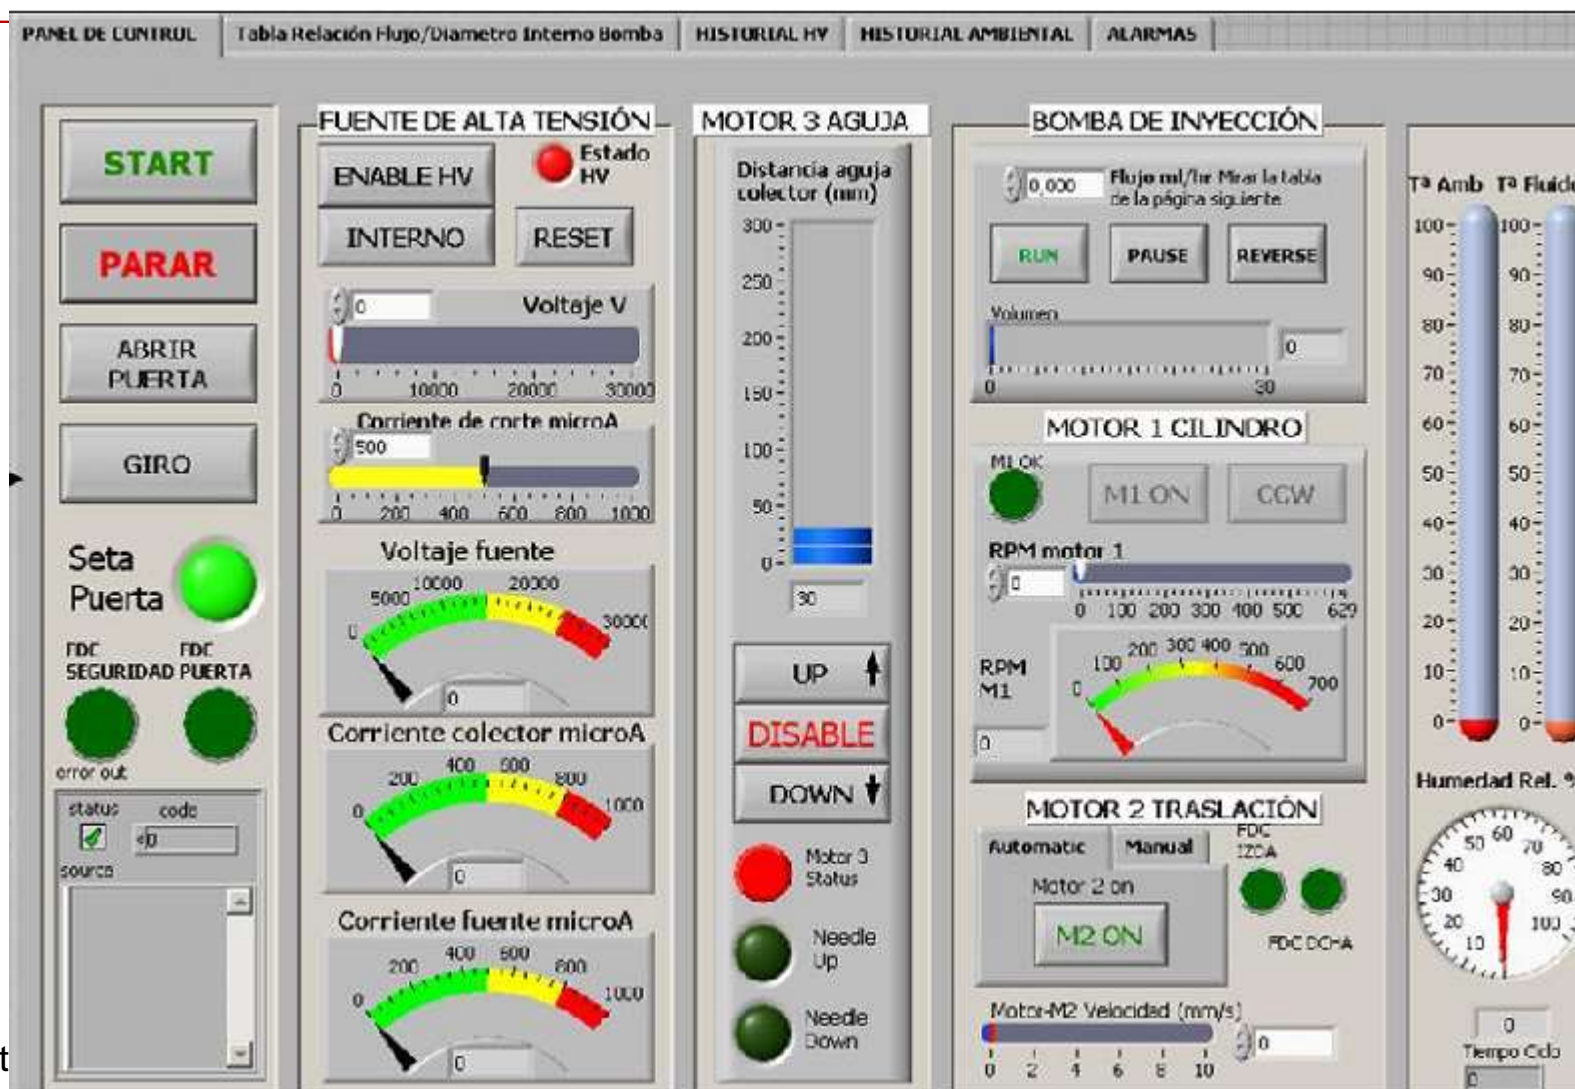 PANEL DE CONTROL
Tabla Relación Flujo/Diametro Interno Bomba
HISTORIAL HV
HISTORIAL AMBIENTAL
ALARMAS
START
PARAR
ABRIR
PUERTA
GIRO
Seta
Puerta
FDC FDC
SEGURIDAD PUERTA
error out
status code
0
source
FUENTE DE ALTA TENSIÓN
ENABLE HV
Estado
HV
INTERNO
RESET
0 Voltaje V
0 10000 20000 30000
Corriente de corte microA
500
0 200 400 600 800 1000
Voltaje fuente
0 5000 10000 20000 30000
0
Corriente colector microA
0 200 400 600 800 1000
0
Corriente fuente microA
0 200 400 600 800 1000
0
MOTOR 3 AGUJA
Distancia aguja
colector (mm)
300
250
200
150
100
50
0
30
UP
DISABLE
DOWN
Motor 3
Status
Needle
Up
Needle
Down
BOMBA DE INYECCIÓN
0,000
Flujo ml/hr Mirar la tabla
de la página siguiente
RUN
PAUSE
REVERSE
Volumen
0
0 30
MOTOR 1 CILINDRO
M1 OK
M1 ON
CCW
RPM motor 1
0
0 100 200 300 400 500 629
RPM
M1
0 100 200 300 400 500 600 700
0
MOTOR 2 TRASLACIÓN
Automatic
Manual
FDC
IZDA
Motor 2 on
M2 ON
FDC DCHA
Motor-M2 Velocidad (mm/s)
0
0 2 4 6 8 10
Tª Amb Tª Fluido
100 100
90 90
80 80
70 70
60 60
50 50
40 40
30 30
20 20
10 10
0 0
Humedad Rel. %
10 20 30 40 50 60 70 80 90 100
0
Tiempo Ciclo
0
t